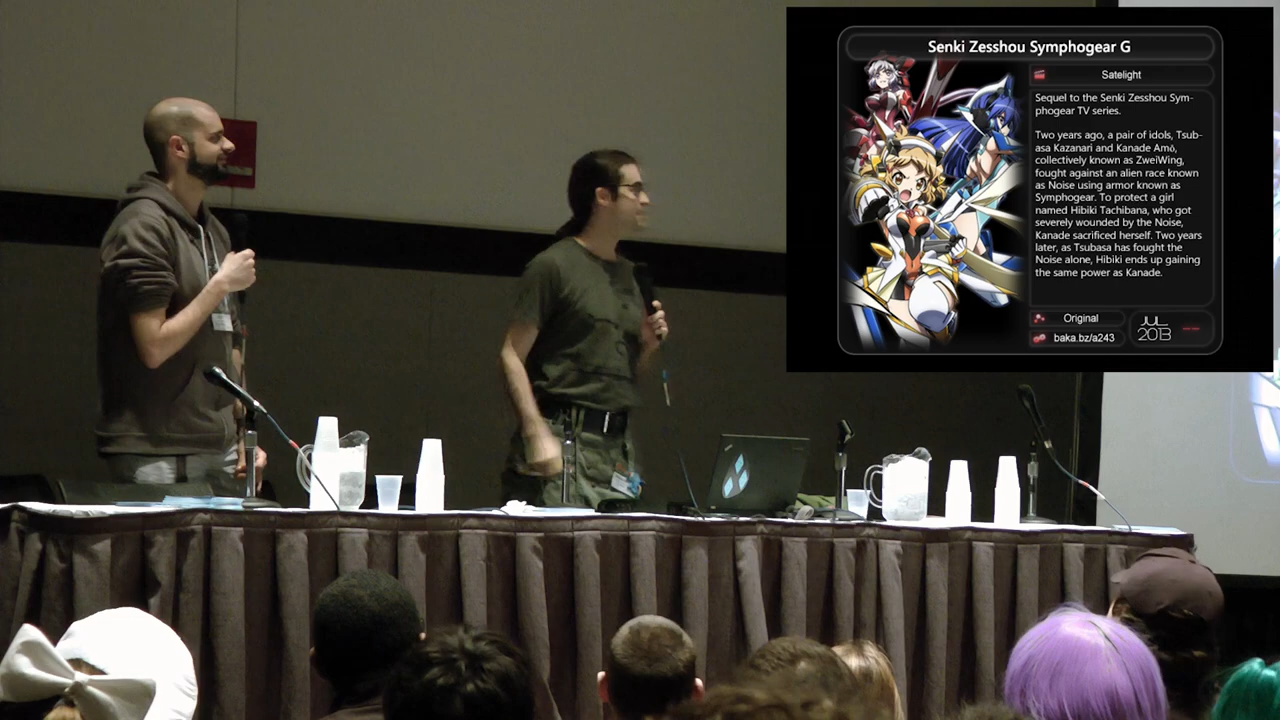 Senki Zesshou Symphogear G
Satelight
Sequel to the Senki Zesshou Sym-
phogear TV series.
Two years ago, a pair of idols, Tsub-
asa Kazanari and Kanade Amō,
collectively known as ZweiWing,
fought against an alien race known
as Noise using armor known as
Symphogear. To protect a girl
named Hibiki Tachibana, who got
severely wounded by the Noise,
Kanade sacrificed herself. Two years
later, as Tsubasa has fought the
Noise alone, Hibiki ends up gaining
the same power as Kanade.
Original
baka.bz/a243
JUL
2013
--